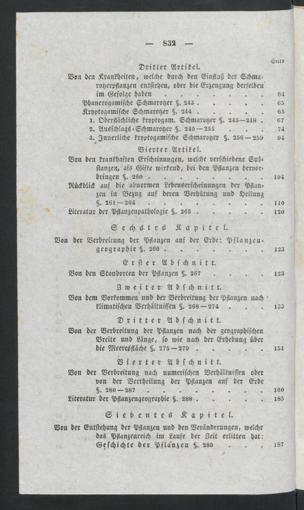 — 832 —
Seite
Dritter Artikel.
Von den Krankheiten, welche durch den Einfluß der Schma-
rotzerpflanzen entstehen, oder die Erzeugung derselben
im Gefolge haben . . . . . . . . 64
Phanerogamische Schmarotzer §. 243. . . . . . 65
Kryptogamische Schmarotzer §. 244 . . . . . . 65
1. Oberflächliche kryptogam. Schmarotzer §. 245—248 . 67
2. Ausschlags-Schmarotzer §. 248—255 . . . . 74
3. Innerliche kryptogamische Schmarotzer §. 256—259 94
Vierter Artikel.
Von den krankhaften Erscheinungen, welche verschiedene Sub-
stanzen, als Gifte wirkend, bei den Pflanzen hervor-
bringen §. 260 . . . . . . . . 104
Rückblick auf die abnormen Lebenserscheinungen der Pflan-
zen in Bezug auf deren Verhütung und Heilung
§. 261—264 . . . . . . . . 110
Literatur der Pflanzenpathologie §. 265 . . . . . 120
Sechstes Kapitel.
Von der Verbreitung der Pflanzen auf der Erde: Pflanzen-
geographie §. 266 . . . . . . . 123
Erster Abschnitt.
Von den Standorten der Pflanzen §. 267 . . . . 123
Zweiter Abschnitt.
Von dem Vorkommen und der Verbreitung der Pflanzen nach
klimatischen Verhältnissen §. 268—274 . . . . 133
Dritter Abschnitt.
Von der Verbreitung der Pflanzen nach der geographischen
Breite und Länge, so wie nach der Erhebung über
die Meeresfläche §. 275—279 . . . . . 151
Vierter Abschnitt.
Von der Verbreitung nach numerischen Verhältnissen oder
von der Vertheilung der Pflanzen auf der Erde
§. 280—287 . . . . . . . . 160
Literatur der Pflanzengeographie §. 288 . . . . . 185
Siebentes Kapitel.
Von der Entstehung der Pflanzen und den Veränderungen, welche
das Pflanzenreich im Laufe der Zeit erlitten hat:
Geschichte der Pflanzen §. 289 . . . . 187